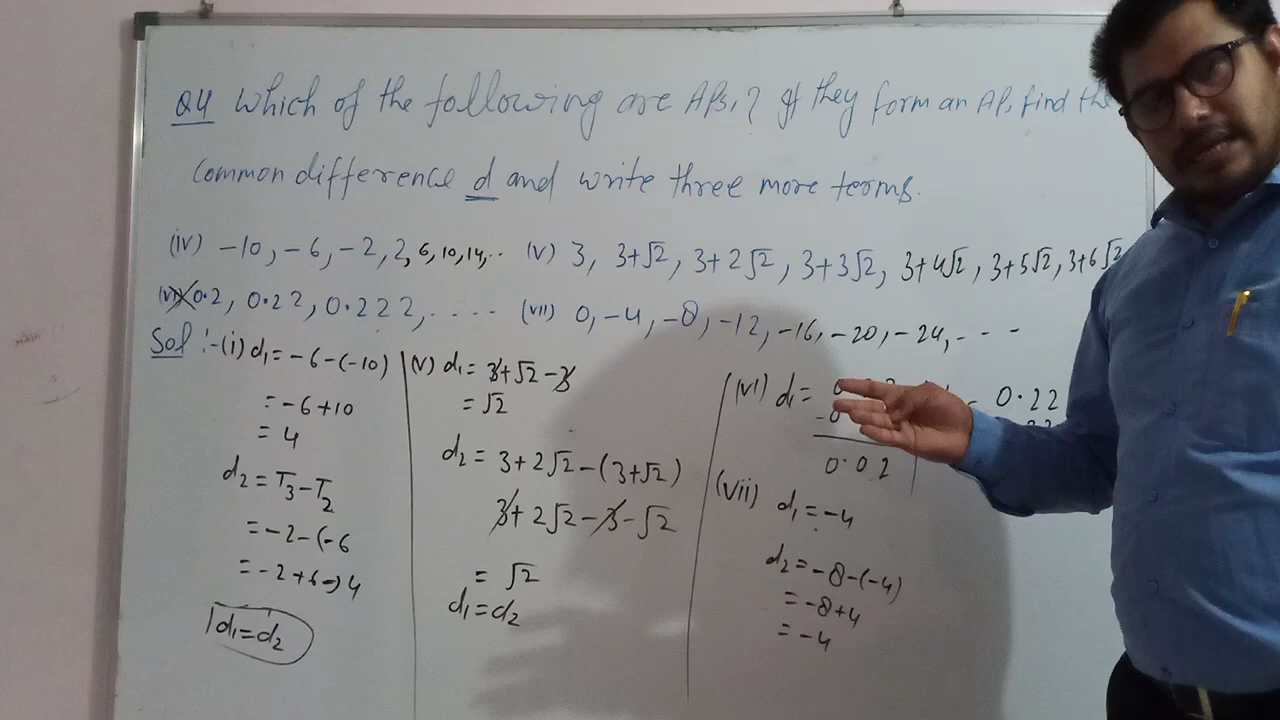 Q4 Which of the following are APs,? If they form an AP, find the
common difference d and write three more terms.
(iv) -10, -6, -2, 2, 6, 10, 14,.. (v) 3, 3+√2, 3+2√2, 3+3√2, 3+4√2, 3+5√2, 3+6√2
(vi) 0.2, 0.22, 0.222, .... (vii) 0, -4, -8, -12, -16, -20, -24, - - -
Sol :- (i) d₁ = -6-(-10)
= -6+10
= 4
d₂ = T₃-T₂
= -2-(-6
= -2+6→4
d₁=d₂
(v) d₁ = 3+√2-3
= √2
d₂ = 3+2√2-(3+√2)
3+2√2-3-√2
= √2
d₁=d₂
(vi) d₁ = 0.22
0.02
(vii) d₁ = -4
d₂ = -8-(-4)
= -8+4
= -4